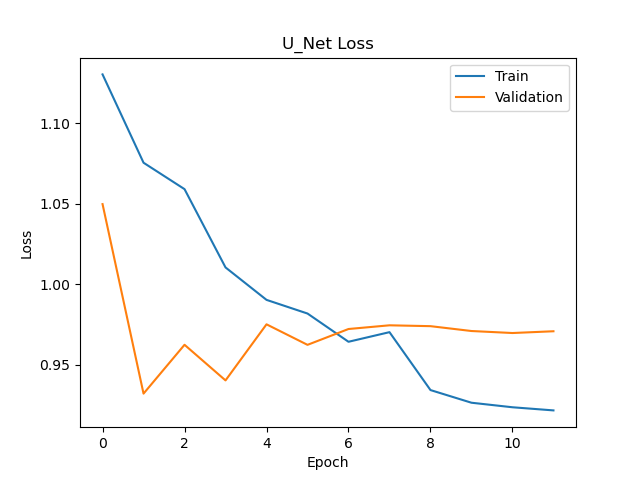 U_Net Loss
Train
Validation
1.10
1.05
1.00
0.95
Loss
0 2 4 6 8 10
Epoch